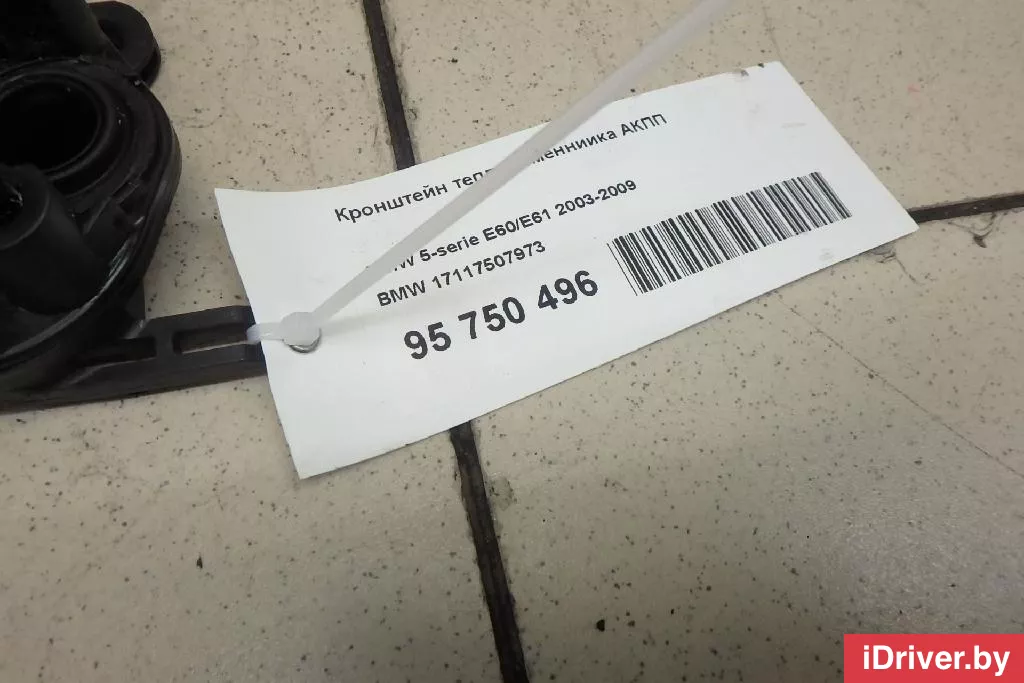 Кронштейн АКПП
5-serie E60/E61 2003-2009
BMW 17117507973
95 750 496
iDriver.by